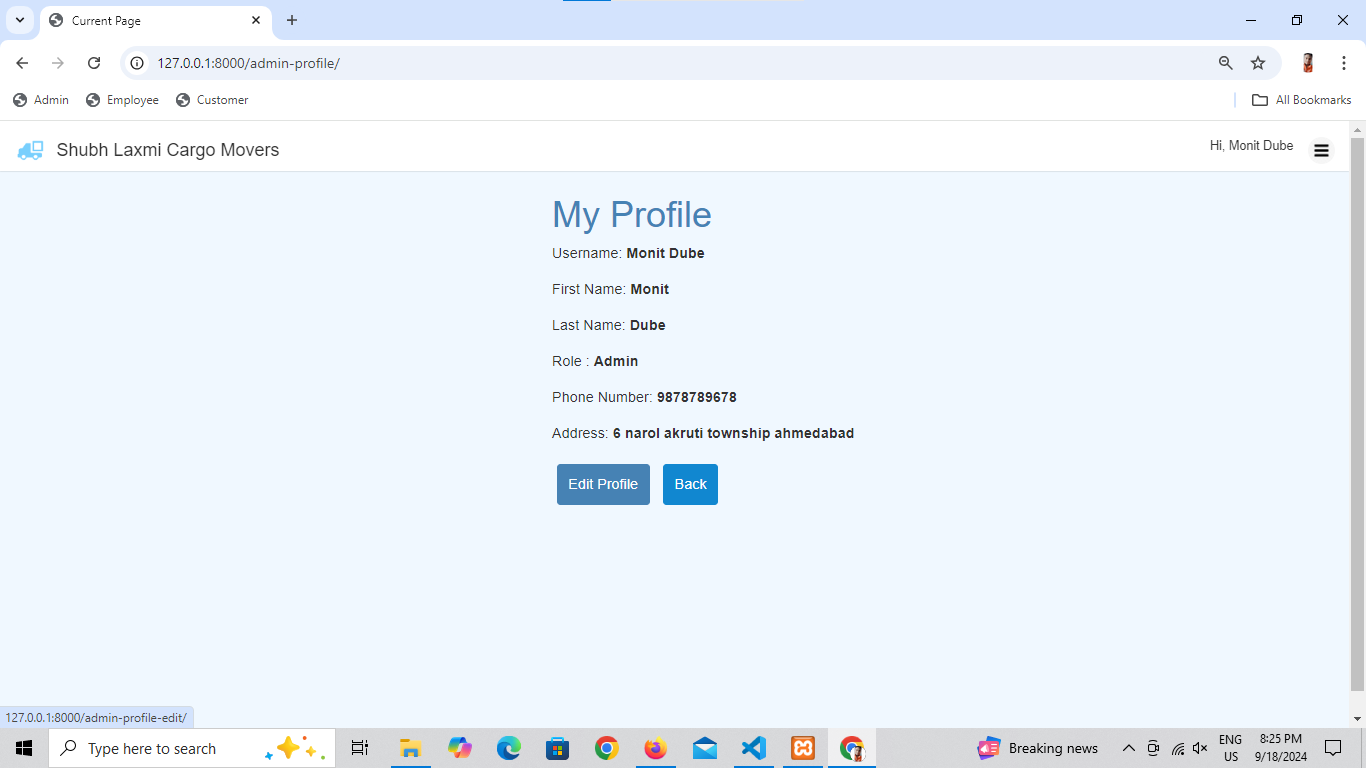 Current Page
127.0.0.1:8000/admin-profile/
Admin Employee Customer All Bookmarks
Shubh Laxmi Cargo Movers Hi, Monit Dube
My Profile
Username: Monit Dube
First Name: Monit
Last Name: Dube
Role : Admin
Phone Number: 9878789678
Address: 6 narol akruti township ahmedabad
Edit Profile Back
127.0.0.1:8000/admin-profile-edit/
Type here to search Breaking news ENG 8:25 PM
US 9/18/2024